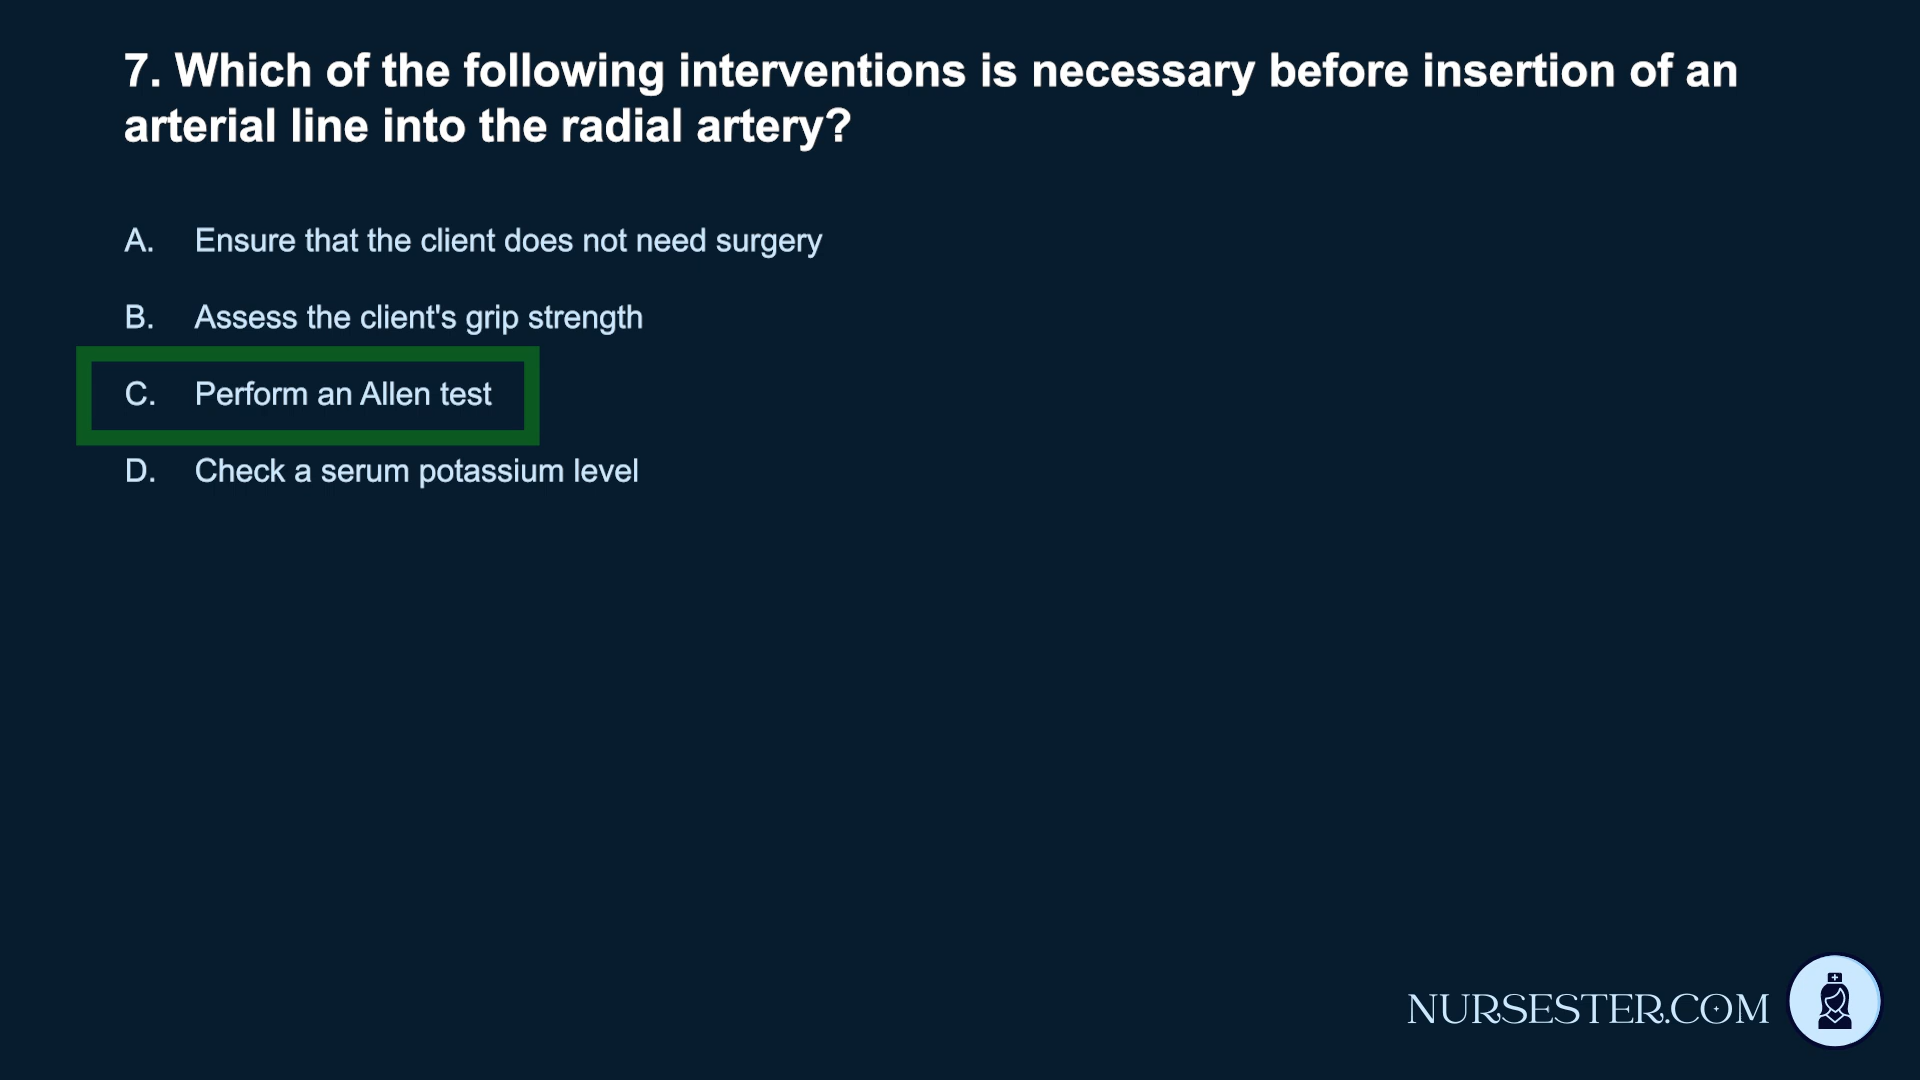 7. Which of the following interventions is necessary before insertion of an
arterial line into the radial artery?
A. Ensure that the client does not need surgery
B. Assess the client's grip strength
C. Perform an Allen test
D. Check a serum potassium level
NURSESTER.COM